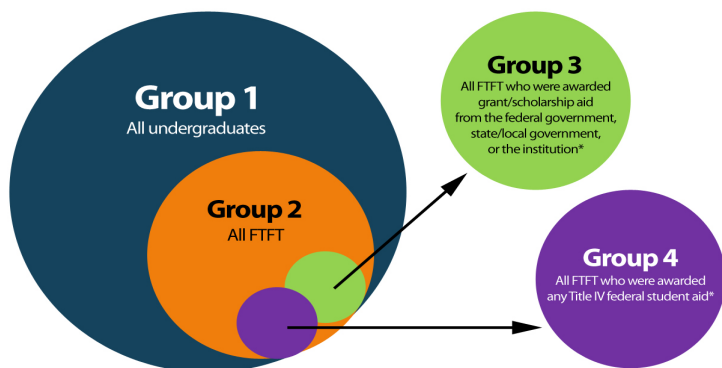 Group 1
All undergraduates
Group 2
All FTFT
Group 3
All FTFT who were awarded
grant/scholarship aid
from the federal government,
state/local government,
or the institution*
Group 4
All FTFT who were awarded
any Title IV federal student aid*